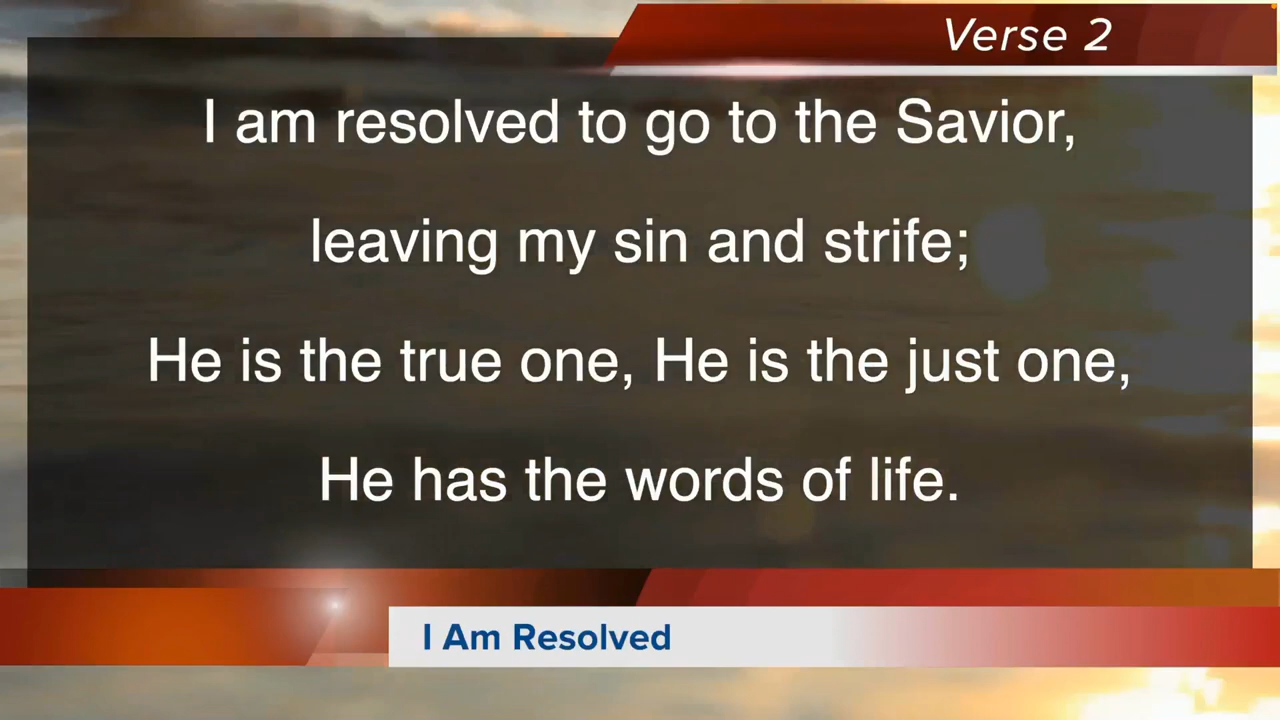 Verse 2
I am resolved to go to the Savior,
leaving my sin and strife;
He is the true one, He is the just one,
He has the words of life.
I Am Resolved